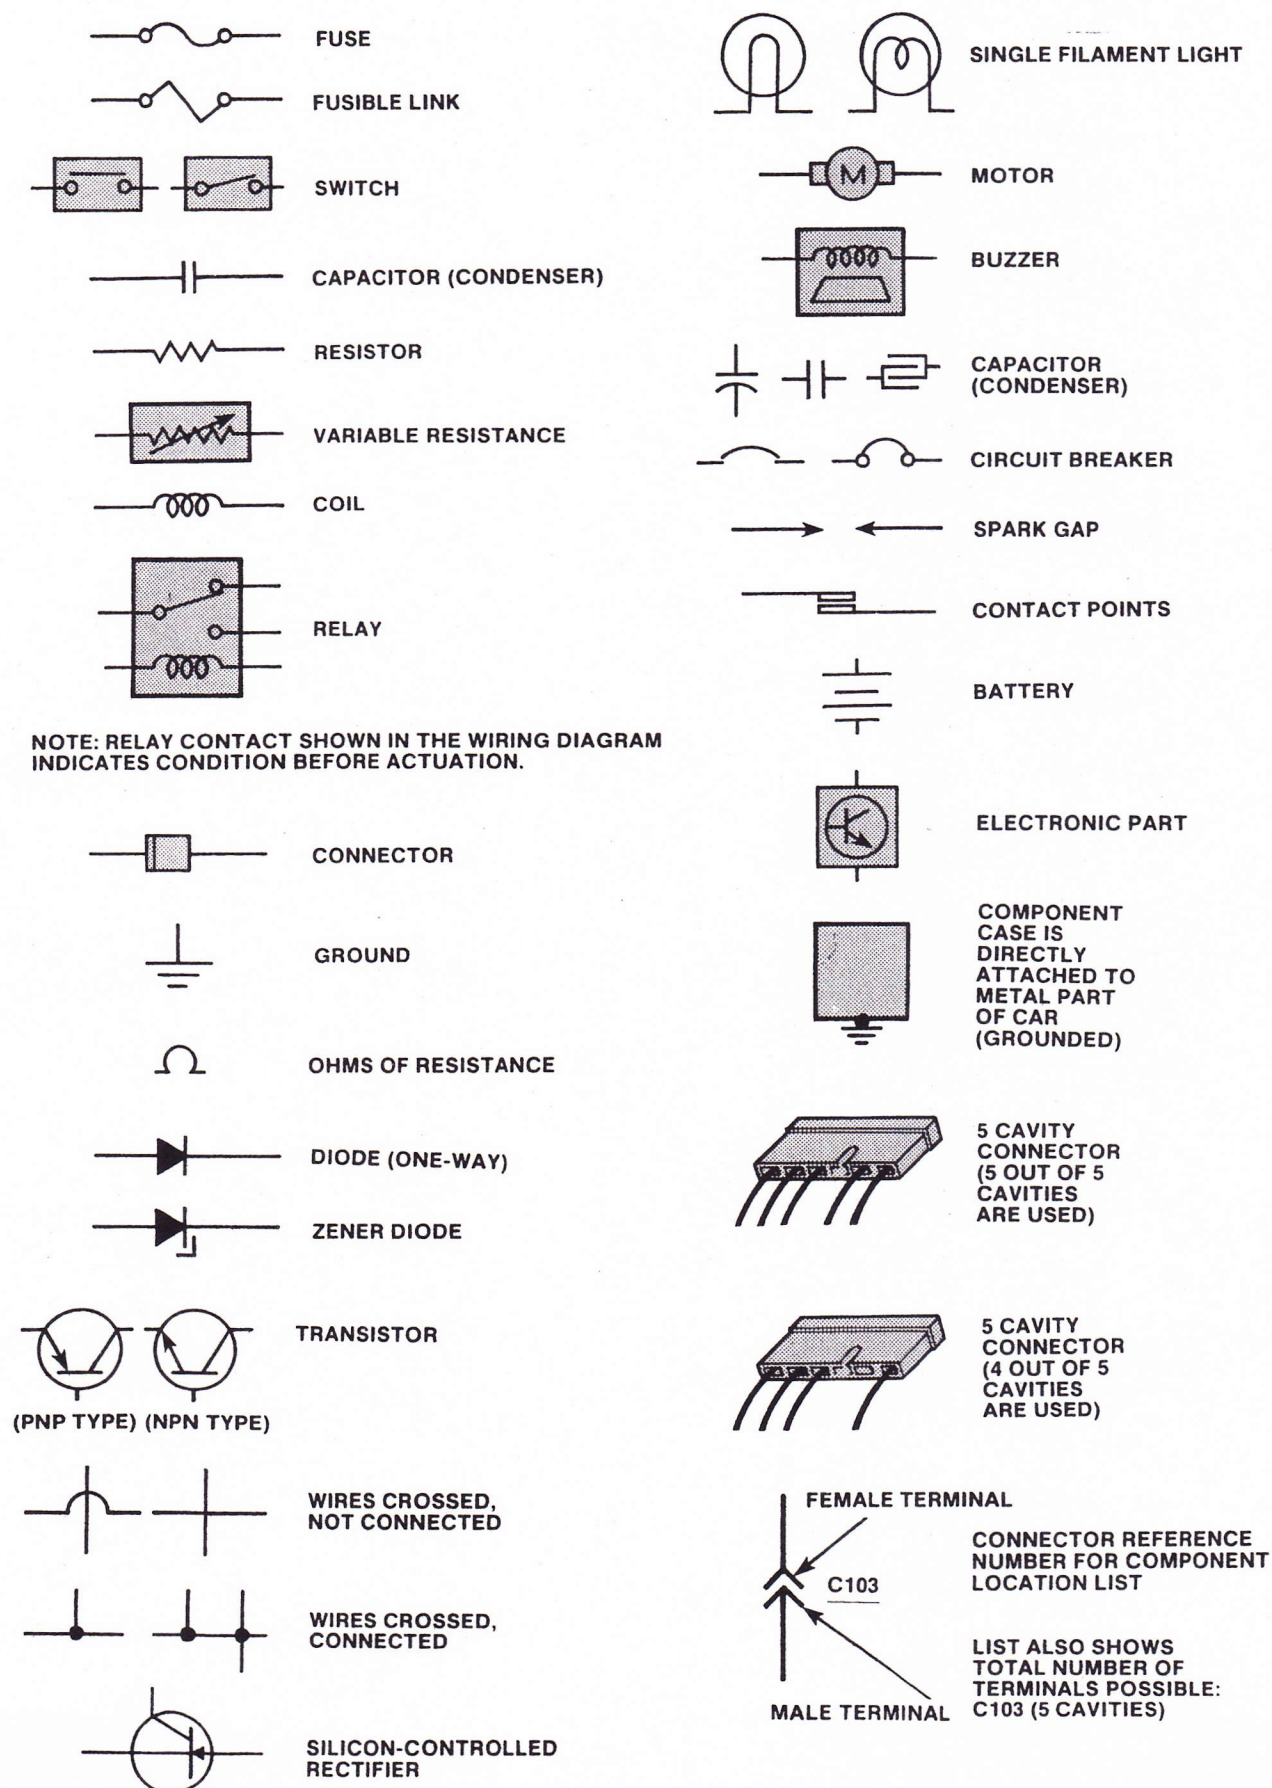 FUSE
FUSIBLE LINK
SWITCH
CAPACITOR (CONDENSER)
RESISTOR
VARIABLE RESISTANCE
COIL
RELAY
NOTE: RELAY CONTACT SHOWN IN THE WIRING DIAGRAM
INDICATES CONDITION BEFORE ACTUATION.
CONNECTOR
GROUND
Ω
OHMS OF RESISTANCE
DIODE (ONE-WAY)
ZENER DIODE
TRANSISTOR
(PNP TYPE) (NPN TYPE)
WIRES CROSSED,
NOT CONNECTED
WIRES CROSSED,
CONNECTED
SILICON-CONTROLLED
RECTIFIER
SINGLE FILAMENT LIGHT
M
MOTOR
BUZZER
CAPACITOR
(CONDENSER)
CIRCUIT BREAKER
SPARK GAP
CONTACT POINTS
BATTERY
ELECTRONIC PART
COMPONENT
CASE IS
DIRECTLY
ATTACHED TO
METAL PART
OF CAR
(GROUNDED)
5 CAVITY
CONNECTOR
(5 OUT OF 5
CAVITIES
ARE USED)
5 CAVITY
CONNECTOR
(4 OUT OF 5
CAVITIES
ARE USED)
FEMALE TERMINAL
C103
CONNECTOR REFERENCE
NUMBER FOR COMPONENT
LOCATION LIST
MALE TERMINAL
LIST ALSO SHOWS
TOTAL NUMBER OF
TERMINALS POSSIBLE:
C103 (5 CAVITIES)